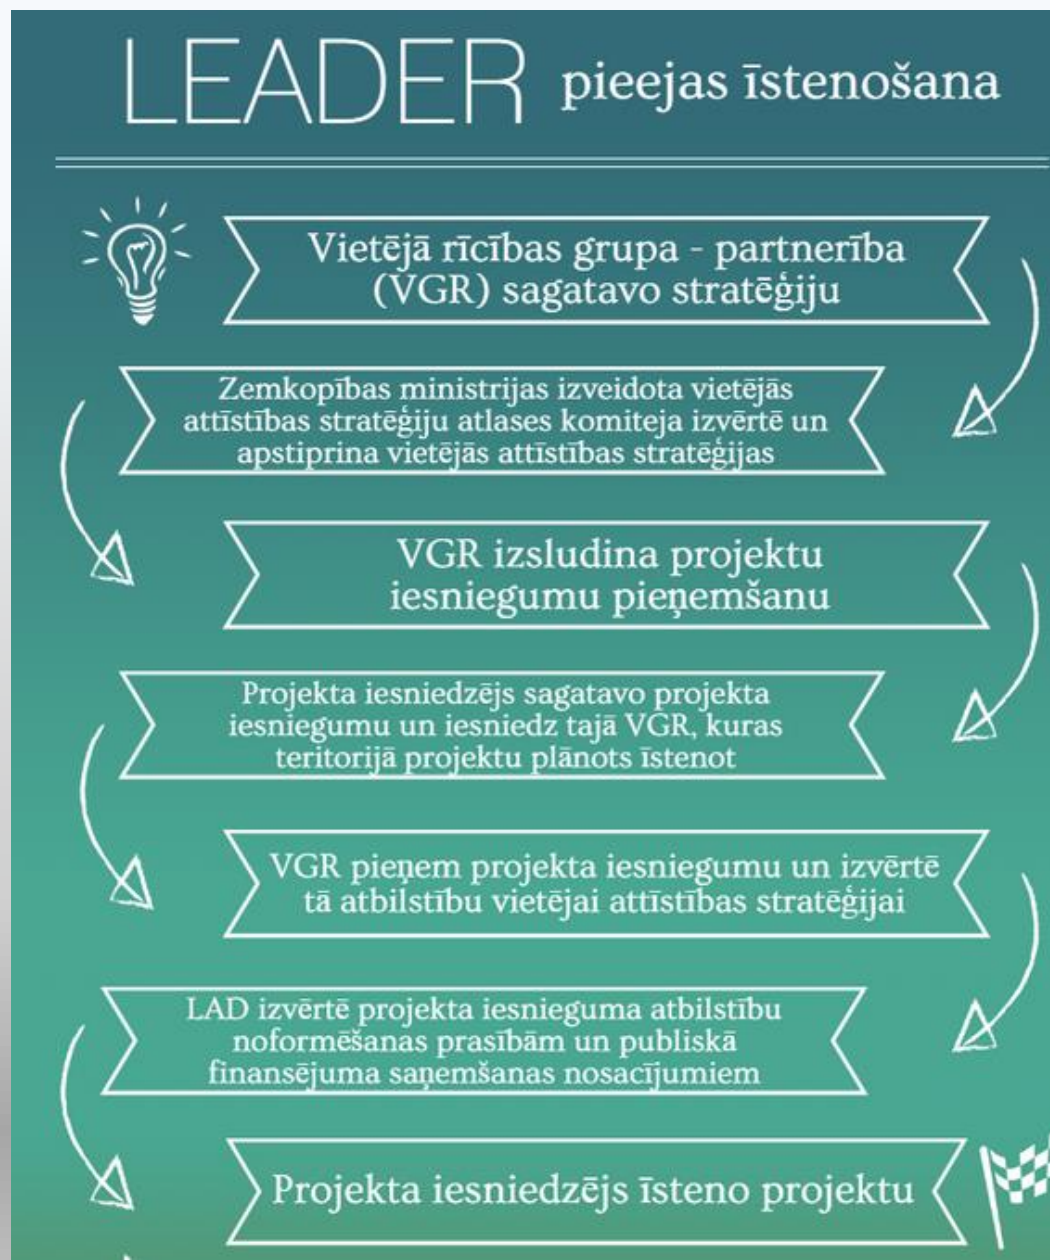 LEADER pieejas īstenošana
Vietējā rīcības grupa - partnerība
(VGR) sagatavo stratēģiju
Zemkopības ministrijas izveidota vietējās
attīstības stratēģiju atlases komiteja izvērtē un
apstiprina vietējās attīstības stratēģijas
VGR izsludina projektu
iesniegumu pieņemšanu
Projekta iesniedzējs sagatavo projekta
iesniegumu un iesniedz tajā VGR, kuras
teritorijā projektu plānots īstenot
VGR pieņem projekta iesniegumu un izvērtē
tā atbilstību vietējai attīstības stratēģijai
LAD izvērtē projekta iesnieguma atbilstību
noformēšanas prasībām un publiskā
finansējuma saņemšanas nosacījumiem
Projekta iesniedzējs īsteno projektu